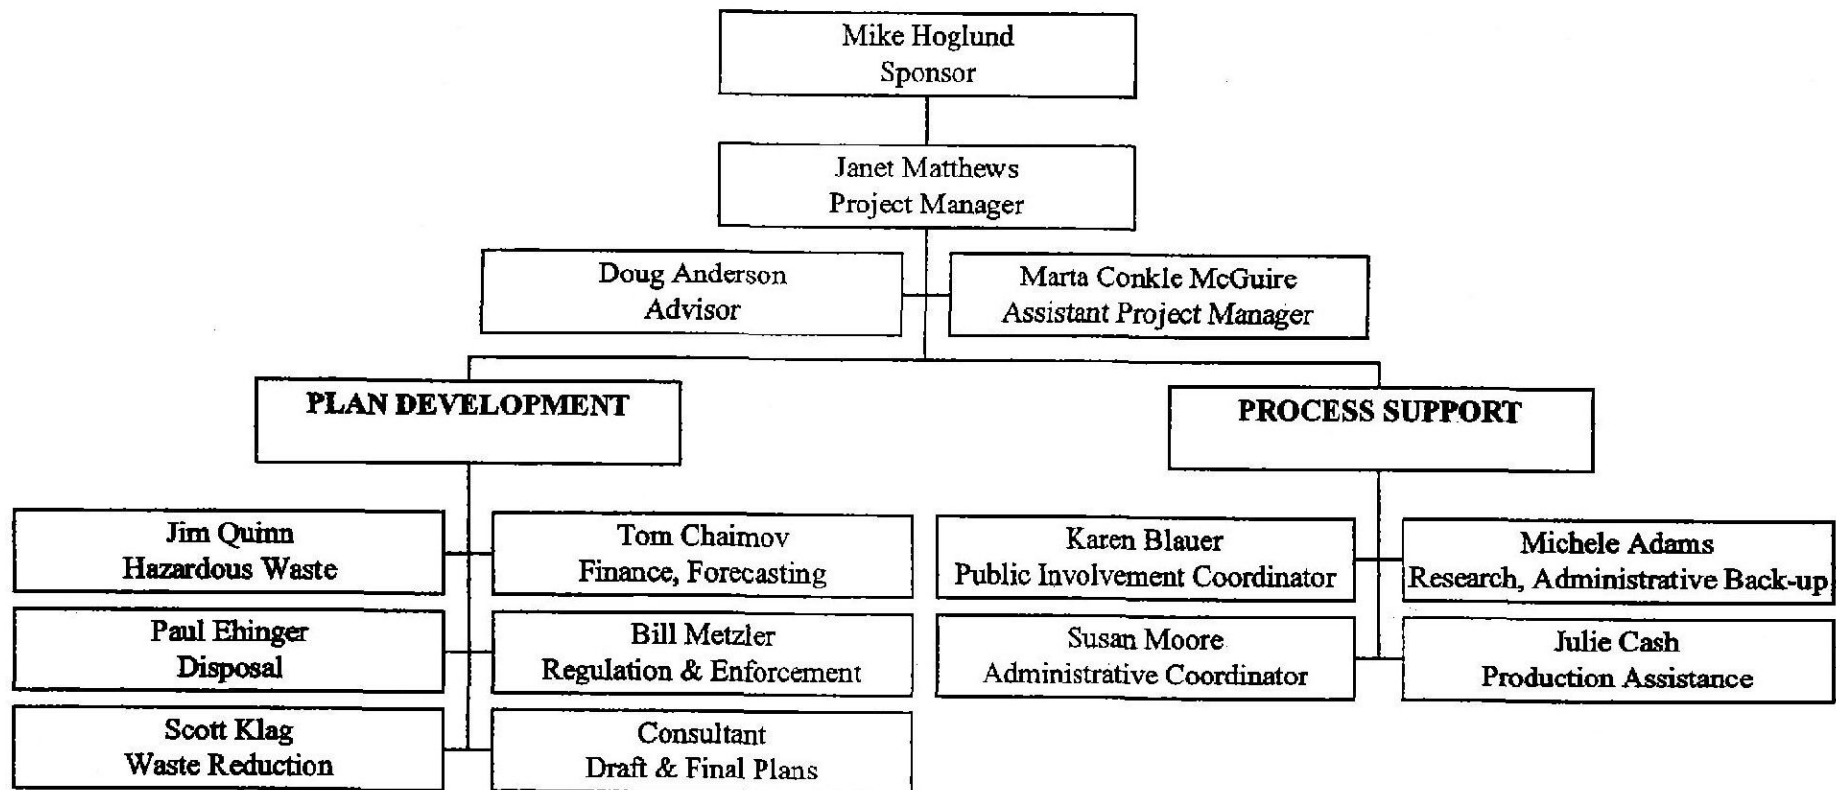 Mike Hoglund
Sponsor
Janet Matthews
Project Manager
Doug Anderson
Advisor
Marta Conkle McGuire
Assistant Project Manager
PLAN DEVELOPMENT
PROCESS SUPPORT
Jim Quinn
Hazardous Waste
Tom Chaimov
Finance, Forecasting
Paul Ehinger
Disposal
Bill Metzler
Regulation & Enforcement
Scott Klag
Waste Reduction
Consultant
Draft & Final Plans
Karen Blauer
Public Involvement Coordinator
Michele Adams
Research, Administrative Back-up
Susan Moore
Administrative Coordinator
Julie Cash
Production Assistance